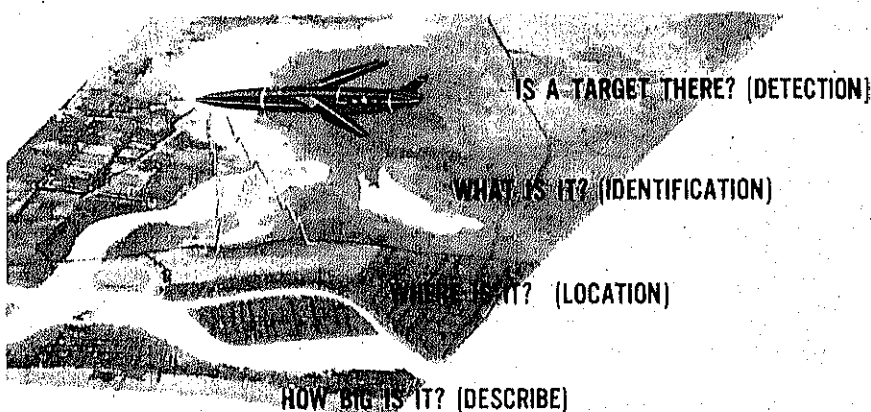 IS A TARGET THERE? (DETECTION)
WHAT IS IT? (IDENTIFICATION)
WHERE IS IT? (LOCATION)
HOW BIG IS IT? (DESCRIBE)